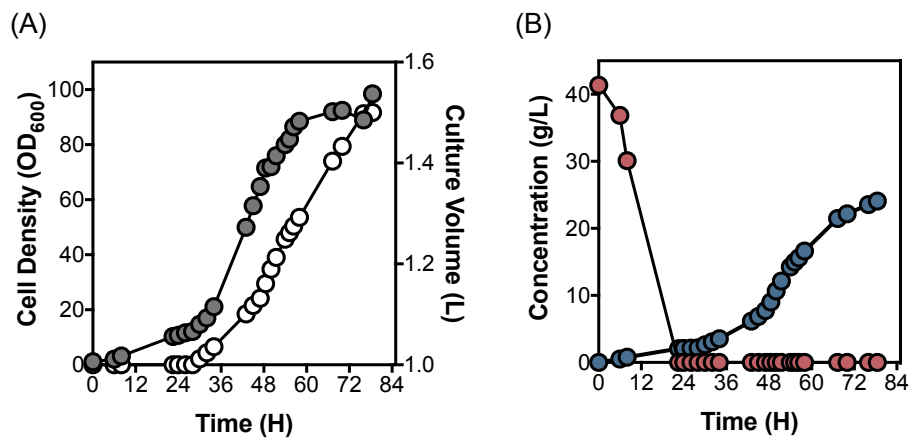 (A)
(B)
Cell Density (OD600)
100
80
60
40
20
0
1.6
1.4
1.2
1.0
Culture Volume (L)
0 12 24 36 48 60 72 84
Time (H)
Concentration (g/L)
40
30
20
10
0
0 12 24 36 48 60 72 84
Time (H)